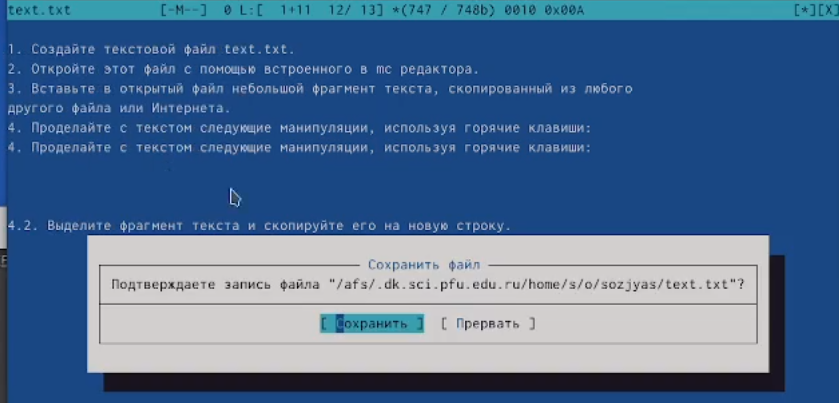 text.txt [-M--] 0 L:[ 1+11 12/ 13] *(747 / 748b) 0010 0x00A [*][X]
1. Создайте текстовой файл text.txt.
2. Откройте этот файл с помощью встроенного в mc редактора.
3. Вставьте в открытый файл небольшой фрагмент текста, скопированный из любого
другого файла или Интернета.
4. Проделайте с текстом следующие манипуляции, используя горячие клавиши:
4. Проделайте с текстом следующие манипуляции, используя горячие клавиши:
4.2. Выделите фрагмент текста и скопируйте его на новую строку.
Сохранить файл
Подтверждаете запись файла "/afs/.dk.sci.pfu.edu.ru/home/s/o/sozjyas/text.txt"?
[ Сохранить ] [ Прервать ]